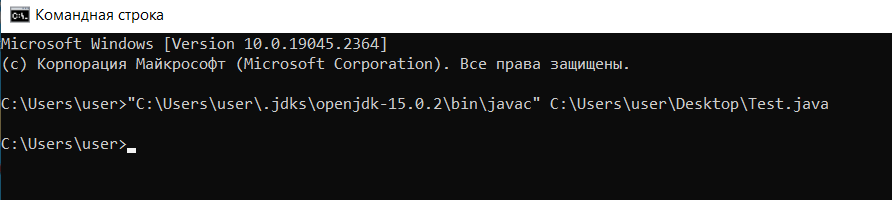 Командная строка
Microsoft Windows [Version 10.0.19045.2364]
(c) Корпорация Майкрософт (Microsoft Corporation). Все права защищены.
C:\Users\user>"C:\Users\user\.jdks\openjdk-15.0.2\bin\javac" C:\Users\user\Desktop\Test.java
C:\Users\user>